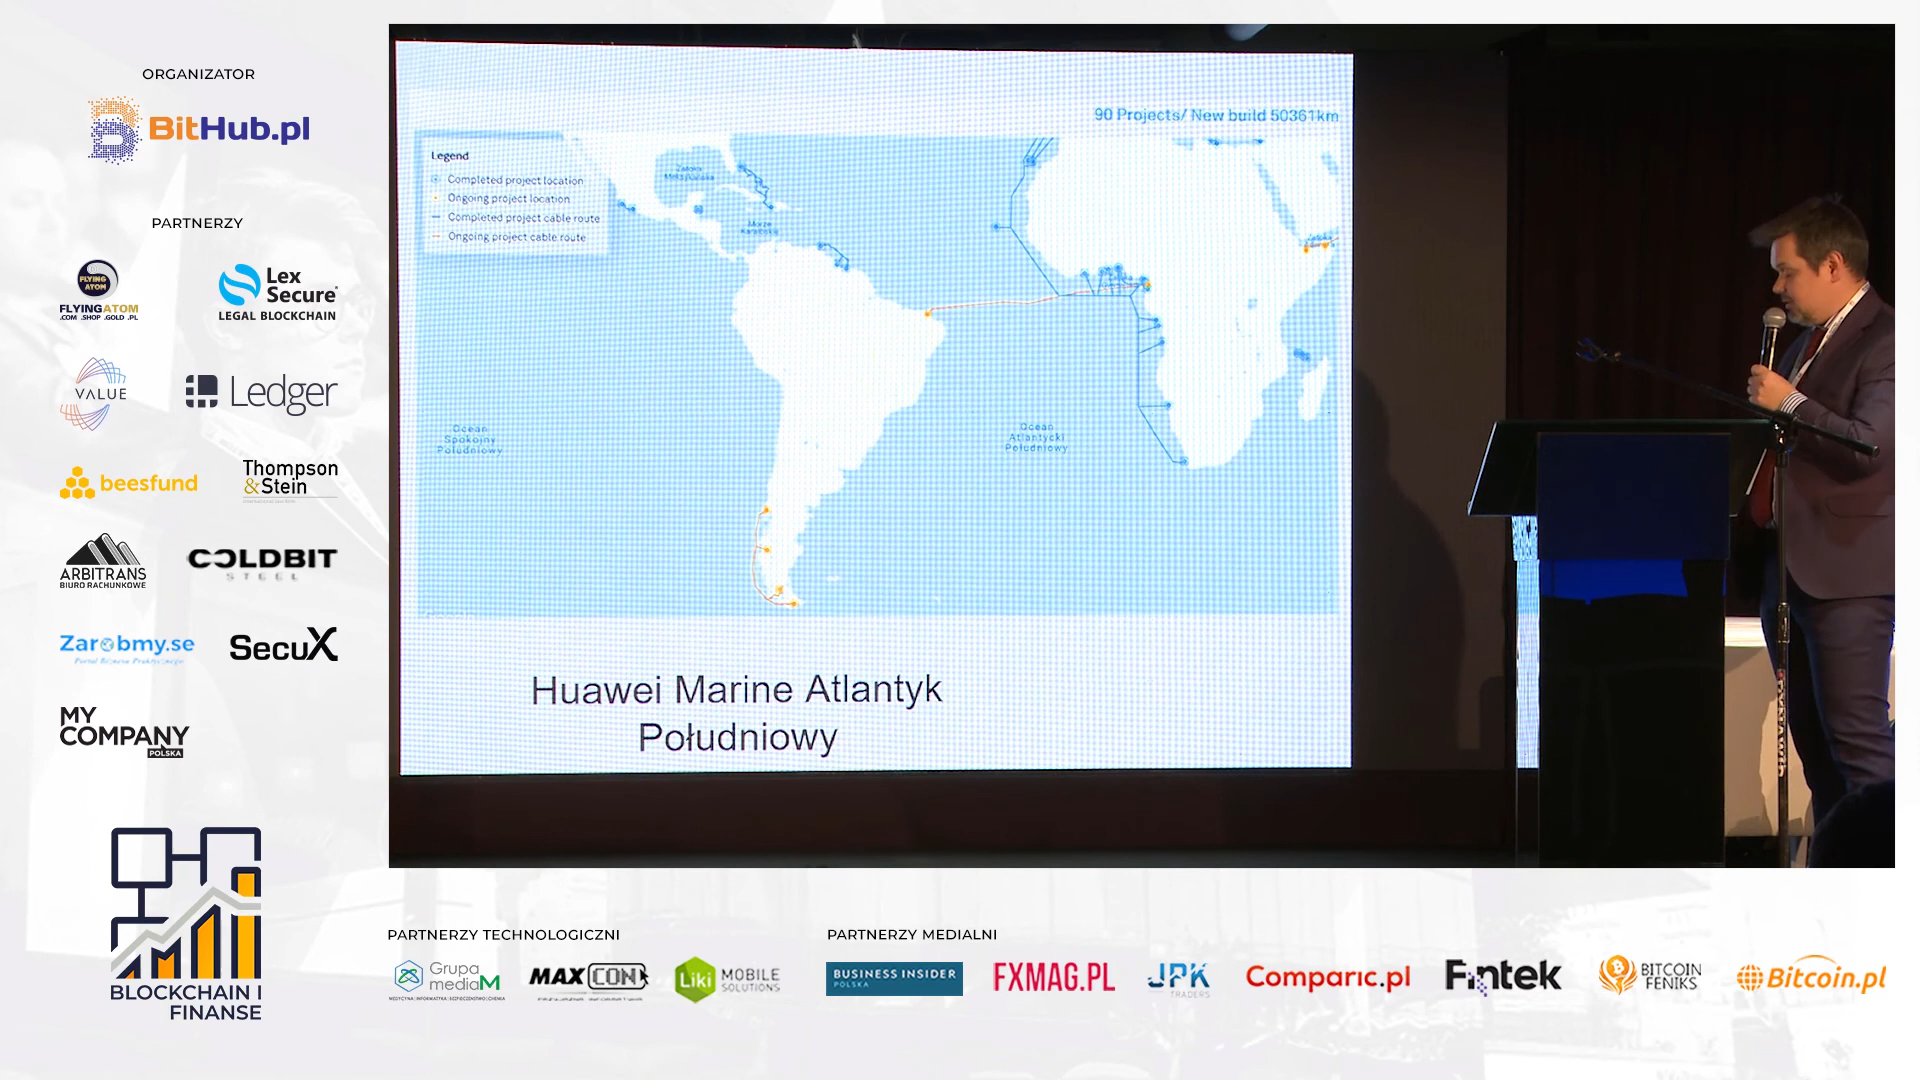 ORGANIZATOR
BitHub.pl
PARTNERZY
FLYING
ATOM
FLYINGATOM
.COM .SHOP .GOLD .PL
Lex
Secure
LEGAL BLOCKCHAIN
VALUE
Ledger
beesfund
Thompson
&Stein
ARBITRANS
BIURO RACHUNKOWE
COLDBIT
STEEL
Zarobmy.se
Portal Biznesu Praktycznego
SecuX
MY
COMPANY
POLSKA
BLOCKCHAIN I
FINANSE
90 Projects/ New build 50361km
Legend
Completed project location
Ongoing project location
Completed project cable route
Ongoing project cable route
Zatoka
Meksykańska
Morze
Karaibskie
Zatoka
Ocean
Spokojny
Południowy
Ocean
Atlantycki
Południowy
Huawei Marine Atlantyk
Południowy
PARTNERZY TECHNOLOGICZNI
Grupa
mediaM
MEDYCYNA | INFORMATYKA | BEZPIECZEŃSTWO | CHEMIA
MAXCON
Liki MOBILE
SOLUTIONS
PARTNERZY MEDIALNI
BUSINESS INSIDER
POLSKA
FXMAG.PL
JPK
TRADERS
Comparic.pl
Fintek
BITCOIN
FENIKS
Bitcoin.pl